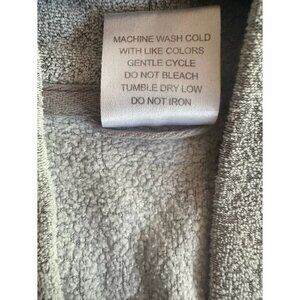 MACHINE WASH COLD
WITH LIKE COLORS
GENTLE CYCLE
DO NOT BLEACH
TUMBLE DRY LOW
DO NOT IRON